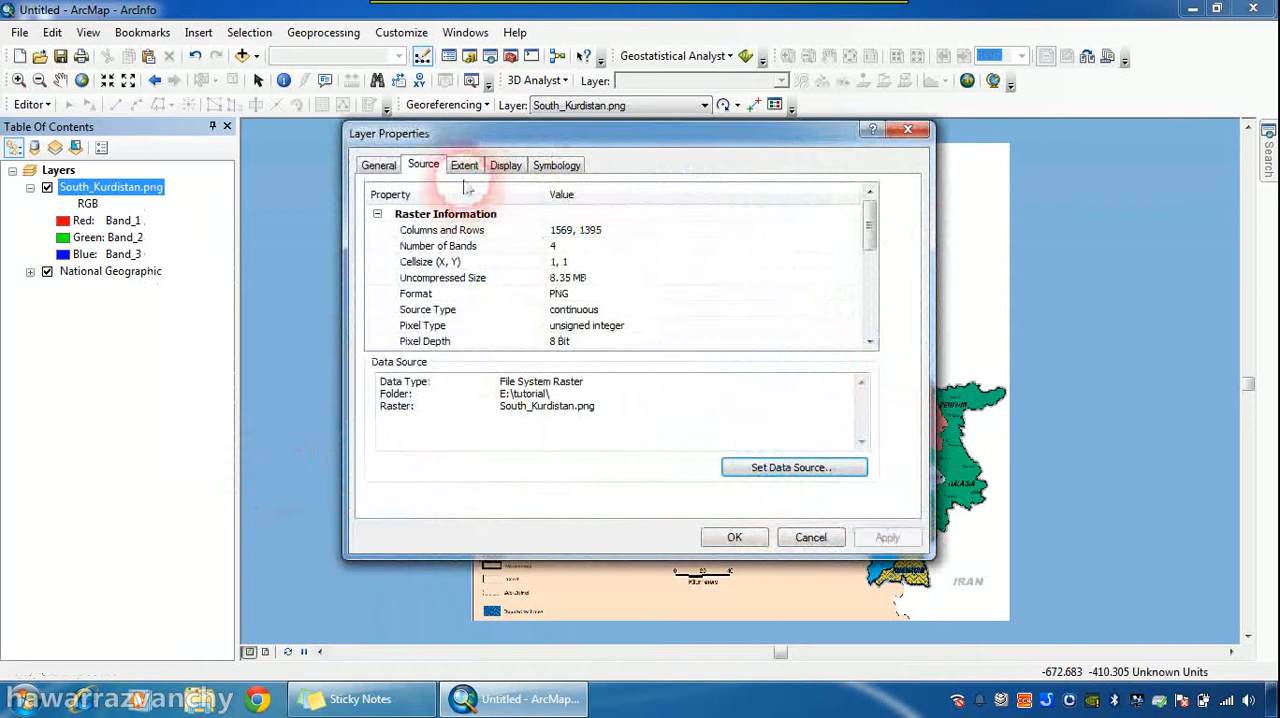 Untitled - ArcMap - ArcInfo
File Edit View Bookmarks Insert Selection Geoprocessing Customize Windows Help
Geostatistical Analyst
3D Analyst Layer:
Editor Georeferencing Layer: South_Kurdistan.png
Table Of Contents
Layers
South_Kurdistan.png
RGB
Red: Band_1
Green: Band_2
Blue: Band_3
National Geographic
Layer Properties
General Source Extent Display Symbology
Property Value
Raster Information
Columns and Rows 1569, 1395
Number of Bands 4
Cellsize (X, Y) 1, 1
Uncompressed Size 8.35 MB
Format PNG
Source Type continuous
Pixel Type unsigned integer
Pixel Depth 8 Bit
Data Source
Data Type: File System Raster
Folder: E:\tutorial\
Raster: South_Kurdistan.png
Set Data Source..
OK Cancel Apply
0 20 40
Kilometers
IRAN
-672.683 -410.305 Unknown Units
hawarrazvanchy
Sticky Notes
Untitled - ArcMap...